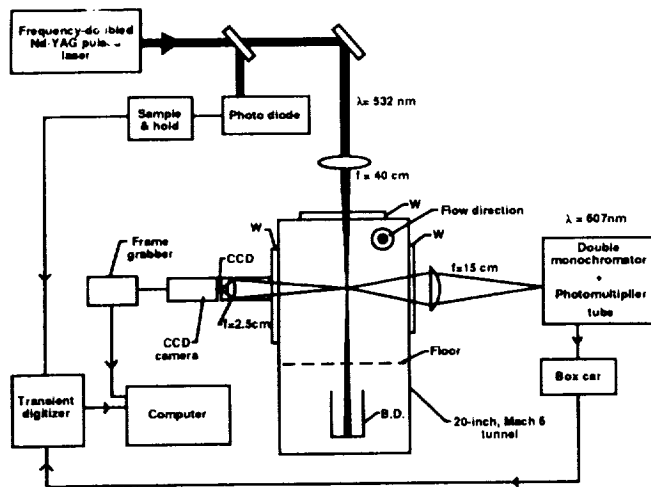 Frequency-doubled
Nd-YAG pulsed
laser
Sample
& hold
Photo diode
λ= 532 nm
f = 40 cm
W
Flow direction
W
W
λ = 607nm
Frame
grabber
CCD
f=2.5cm
CCD
camera
f=15 cm
Double
monochromator
+
Photomultiplier
tube
Floor
Transient
digitizer
Computer
B.D.
20-inch, Mach 6
tunnel
Box car